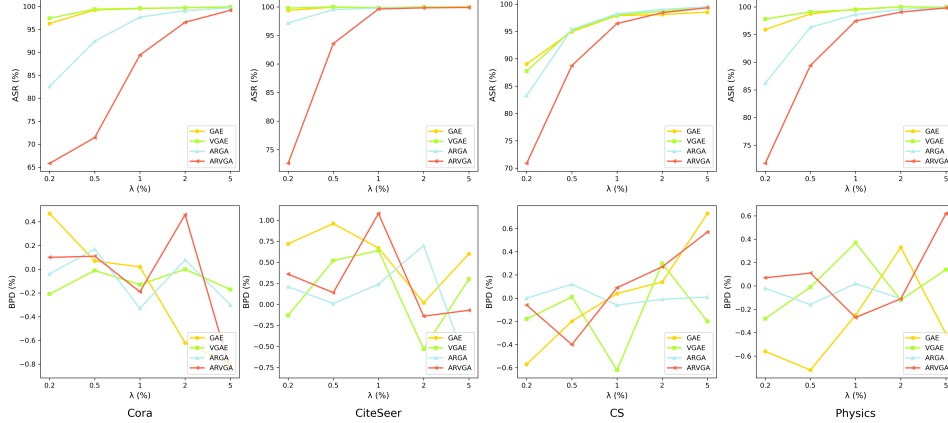 100
95
90
85
80
75
70
65
ASR (%)
0.2 0.5 1 2 5
λ (%)
GAE
VGAE
ARGA
ARVGA
100
95
90
85
80
75
ASR (%)
0.2 0.5 1 2 5
λ (%)
GAE
VGAE
ARGA
ARVGA
100
95
90
85
80
75
70
ASR (%)
0.2 0.5 1 2 5
λ (%)
GAE
VGAE
ARGA
ARVGA
100
95
90
85
80
75
ASR (%)
0.2 0.5 1 2 5
λ (%)
GAE
VGAE
ARGA
ARVGA
0.4
0.2
0.0
−0.2
−0.4
−0.6
−0.8
BPD (%)
0.2 0.5 1 2 5
λ (%)
GAE
VGAE
ARGA
ARVGA
Cora
1.00
0.75
0.50
0.25
0.00
−0.25
−0.50
−0.75
BPD (%)
0.2 0.5 1 2 5
λ (%)
GAE
VGAE
ARGA
ARVGA
CiteSeer
0.6
0.4
0.2
0.0
−0.2
−0.4
−0.6
BPD (%)
0.2 0.5 1 2 5
λ (%)
GAE
VGAE
ARGA
ARVGA
CS
0.6
0.4
0.2
0.0
−0.2
−0.4
−0.6
BPD (%)
0.2 0.5 1 2 5
λ (%)
GAE
VGAE
ARGA
ARVGA
Physics